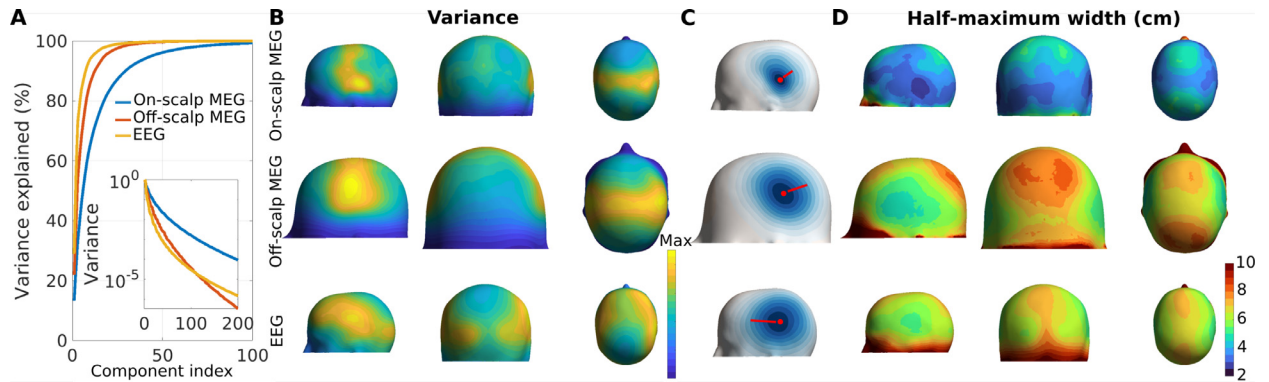 A
B
Variance
C
D
Half-maximum width (cm)
Variance explained (%)
100
80
60
40
20
0
On-scalp MEG
Off-scalp MEG
EEG
Variance
10^0
10^-5
0
100
200
0
50
100
Component index
On-scalp MEG
Off-scalp MEG
EEG
Max
10
8
6
4
2